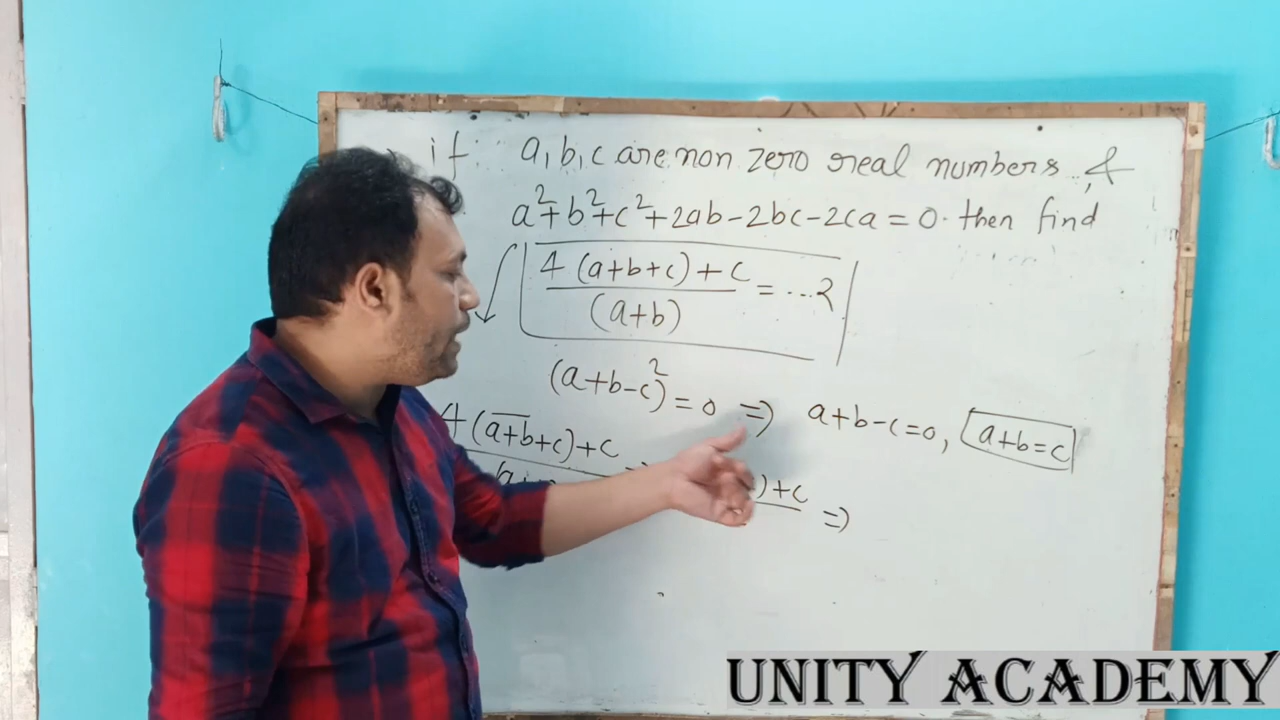 if a, b, c are non zero real numbers, &
a²+b²+c²+2ab-2bc-2ca=0. then find
4(a+b+c)+c
= ...?
(a+b)
(a+b-c)²=0 => a+b-c=0, a+b=c
4(a+b+c)+c
)+c
=>
UNITY ACADEMY